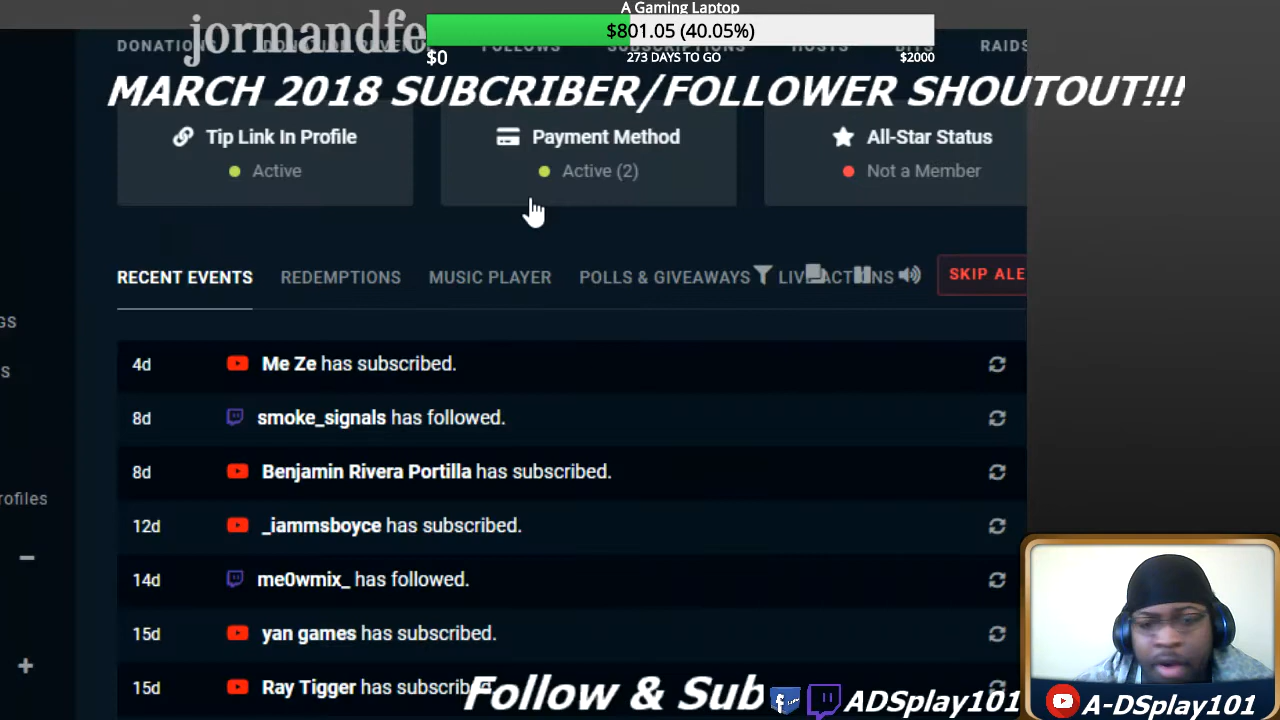 A Gaming Laptop
jormandfe
$801.05 (40.05%)
$0
273 DAYS TO GO
$2000
FOLLOWS
SUBSCRIPTIONS
HOSTS
BITS
RAIDS
MARCH 2018 SUBCRIBER/FOLLOWER SHOUTOUT!!!
Tip Link In Profile
Active
Payment Method
Active (2)
All-Star Status
Not a Member
RECENT EVENTS
REDEMPTIONS
MUSIC PLAYER
POLLS & GIVEAWAYS
SKIP ALE
GS
S
rofiles
4d Me Ze has subscribed.
8d smoke_signals has followed.
8d Benjamin Rivera Portilla has subscribed.
12d _iammsboyce has subscribed.
14d me0wmix_ has followed.
15d yan games has subscribed.
15d Ray Tigger has subscribed.
Follow & Sub
ADSplay101
A-DSplay101